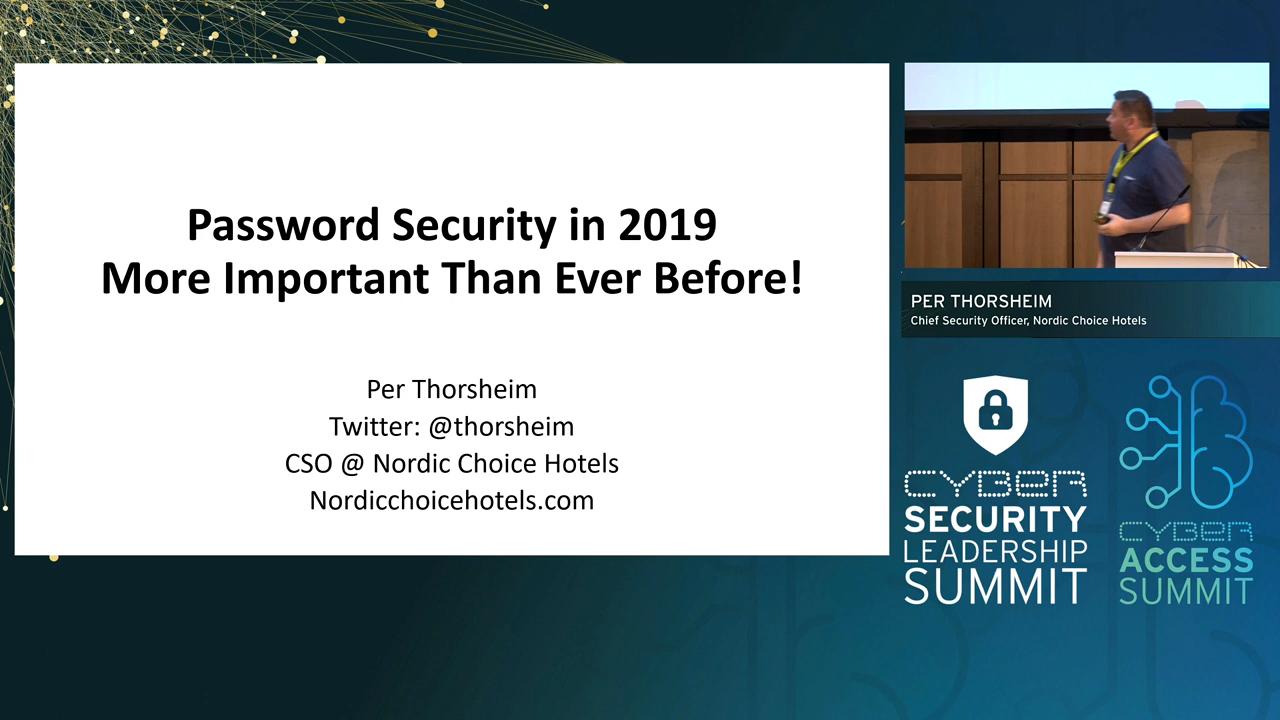 Password Security in 2019
More Important Than Ever Before!
Per Thorsheim
Twitter: @thorsheim
CSO @ Nordic Choice Hotels
Nordicchoicehotels.com
PER THORSHEIM
Chief Security Officer, Nordic Choice Hotels
CYBER
SECURITY
LEADERSHIP
SUMMIT
CYBER
ACCESS
SUMMIT